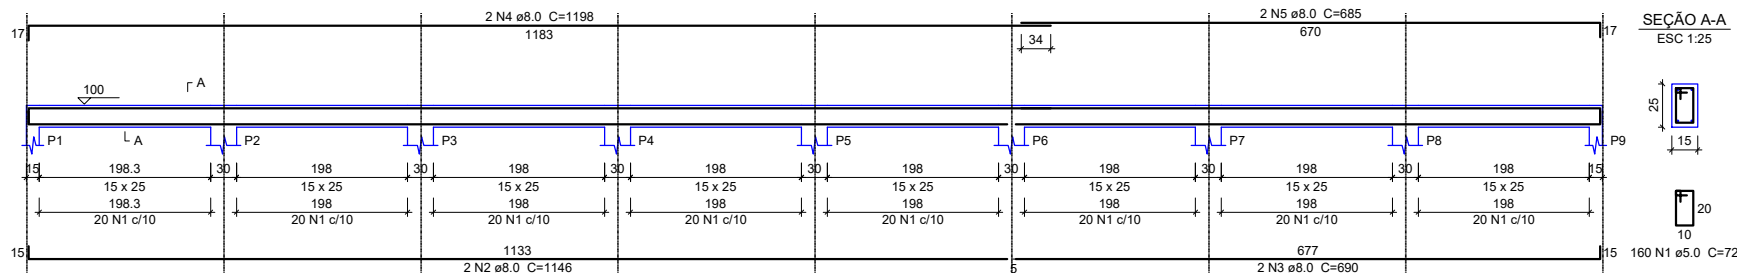 2 N4 ø8.0 C=1198
2 N5 ø8.0 C=685
SEÇÃO A-A
17
1183
670
17
34
ESC 1:25
A
100
25
P1
A
P2
P3
P4
P5
P6
P7
P8
P9
15
15 198.3 30 198 30 198 30 198 30 198 30 198 30 198 30 198 15
15 x 25 15 x 25 15 x 25 15 x 25 15 x 25 15 x 25 15 x 25 15 x 25
198.3 198 198 198 198 198 198 198
20 N1 c/10 20 N1 c/10 20 N1 c/10 20 N1 c/10 20 N1 c/10 20 N1 c/10 20 N1 c/10 20 N1 c/10
20
10
15 1133 677 15
160 N1 ø5.0 C=72
2 N2 ø8.0 C=1146
5
2 N3 ø8.0 C=690